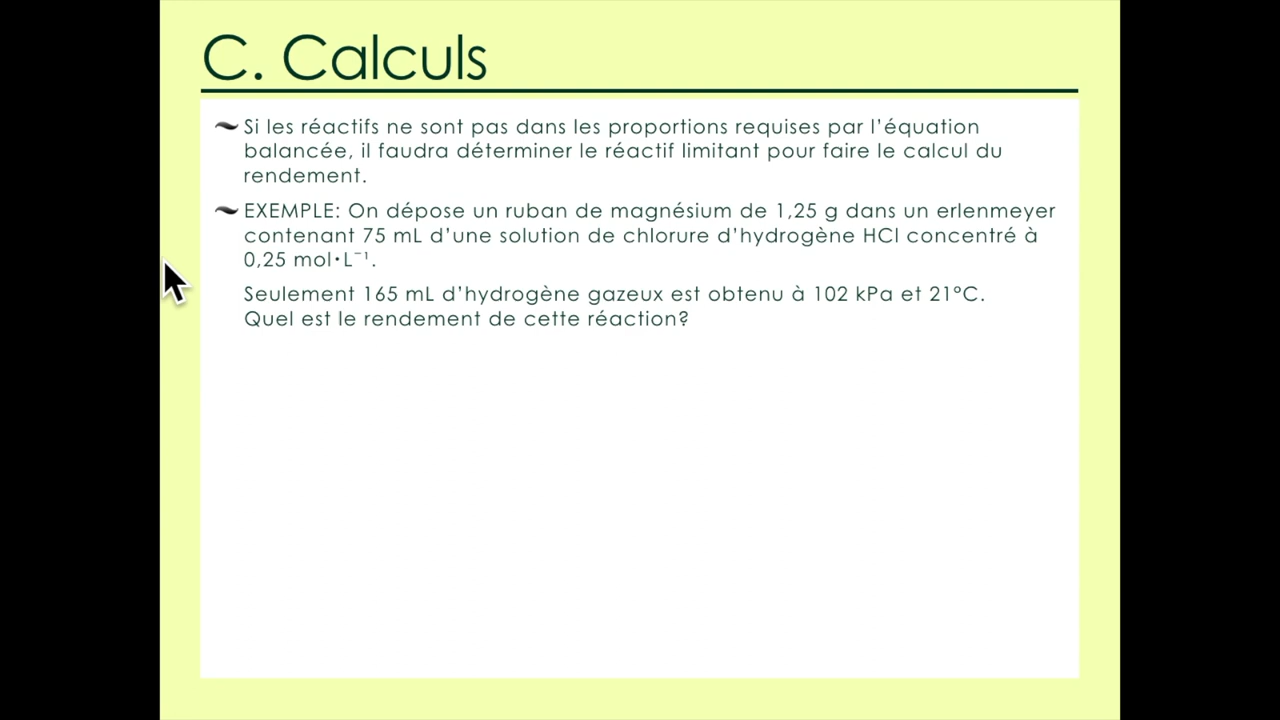 C. Calculs
Si les réactifs ne sont pas dans les proportions requises par l’équation
balancée, il faudra déterminer le réactif limitant pour faire le calcul du
rendement.
EXEMPLE: On dépose un ruban de magnésium de 1,25 g dans un erlenmeyer
contenant 75 mL d’une solution de chlorure d’hydrogène HCl concentré à
0,25 mol·L⁻¹.
Seulement 165 mL d’hydrogène gazeux est obtenu à 102 kPa et 21°C.
Quel est le rendement de cette réaction?